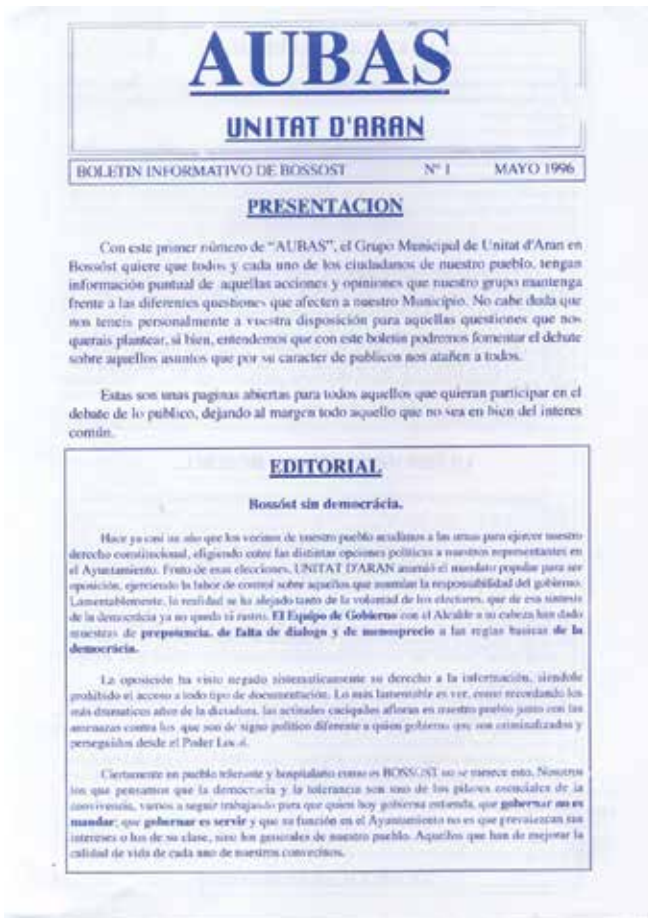 AUBAS
UNITAT D'ARAN
BOLETIN INFORMATIVO DE BOSSOST Nº 1 MAYO 1996
PRESENTACION
Con este primer número de "AUBAS", el Grupo Municipal de Unitat d'Aran en
Bossóst quiere que todos y cada uno de los ciudadanos de nuestro pueblo, tengan
información puntual de aquellas acciones y opiniones que nuestro grupo mantenga
frente a las diferentes questiones que afecten a nuestro Municipio. No cabe duda que
nos teneis personalmente a vuestra disposición para aquellas questiones que nos
querais plantear, si bien, entendemos que con este boletin podremos fomentar el debate
sobre aquellos asuntos que por su caracter de publicos nos atañen a todos.
Estas son unas paginas abiertas para todos aquellos que quieran participar en el
debate de lo publico, dejando al margen todo aquello que no sea en bien del interes
común.
EDITORIAL
Bossóst sin democrácia.
Hace ya casi un año que los vecinos de nuestro pueblo acudimos a las urnas para ejercer nuestro
derecho constitucional, eligiendo entre las distintas opciones politicas a nuestros representantes en
el Ayuntamiento. Fruto de esas elecciones, UNITAT D'ARAN asumió el mandato popular para ser
oposición, ejerciendo la labor de control sobre aquellos que asumian la responsabilidad del gobierno.
Lamentablemente, la realidad se ha alejado tanto de la voluntad de los electores, que de esa sintesis
de la democrácia ya no queda ni rastro. El Equipo de Gobierno con el Alcalde a su cabeza han dado
muestras de prepotencia, de falta de dialogo y de menosprecio a las reglas basicas de la
democrácia.
La oposición ha visto negado sistematicamente su derecho a la información, siendole
prohibido el acceso a todo tipo de documentación. Lo más lamentable es ver, como recordando los
más dramaticos años de la dictadura, las actitudes caciquiles afloran en nuestro pueblo junto con las
amenazas contra los que son de signo politico diferente a quien gobierna que son criminalizados y
perseguidos desde el Poder Local.
Ciertamente un pueblo tolerante y hospitalario como es BOSSOST no se merece esto. Nosotros
los que pensamos que la democracia y la tolerancia son uno de los pilares esenciales de la
convivencia, vamos a seguir trabajando para que quien hoy gobierna entienda, que gobernar no es
mandar; que gobernar es servir y que su función en el Ayuntamiento no es que prevalezcan sus
intereses o los de su clase, sino los generales de nuestro pueblo. Aquellos que han de mejorar la
calidad de vida de cada uno de nuestros convecinos.